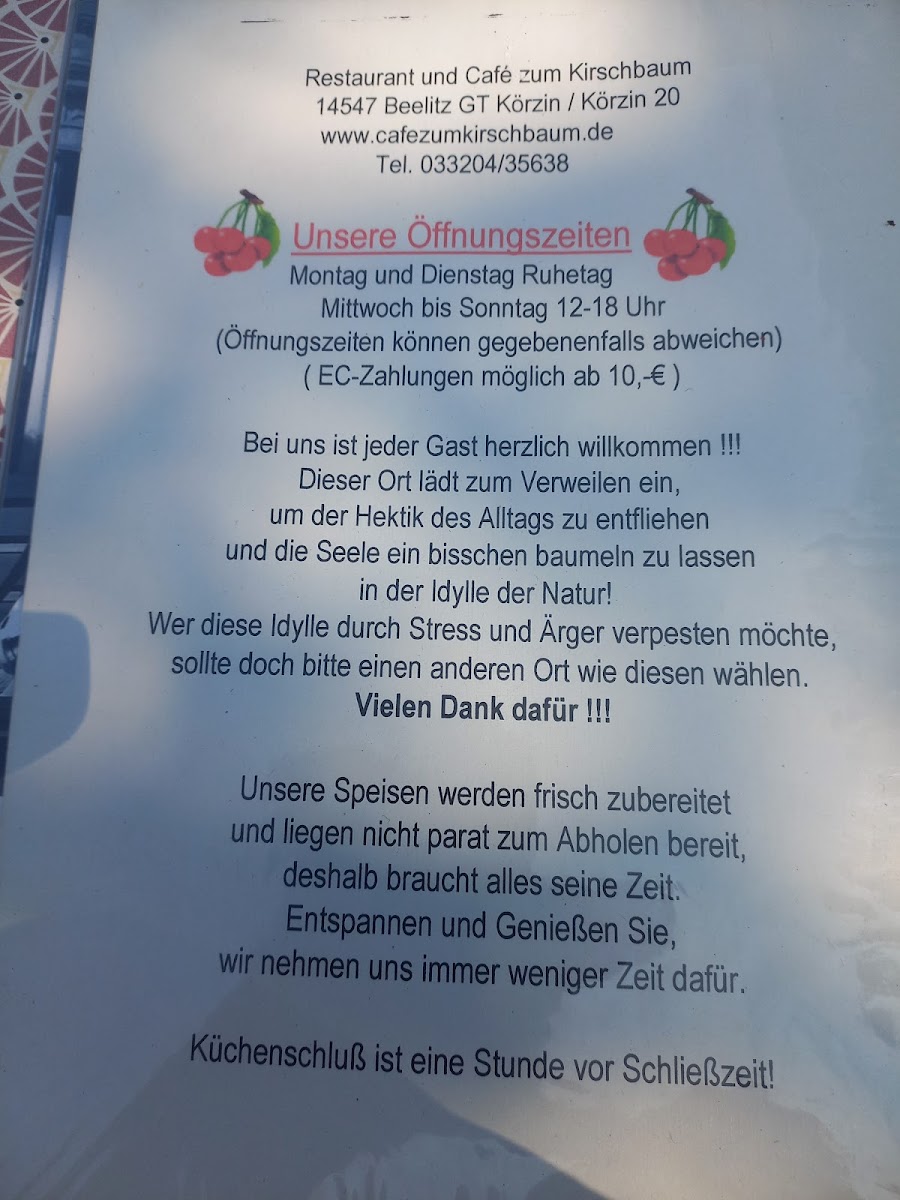 Restaurant und Café zum Kirschbaum
14547 Beelitz GT Körzin / Körzin 20
www.cafezumkirschbaum.de
Tel. 033204/35638
Unsere Öffnungszeiten
Montag und Dienstag Ruhetag
Mittwoch bis Sonntag 12-18 Uhr
(Öffnungszeiten können gegebenenfalls abweichen)
( EC-Zahlungen möglich ab 10,-€ )
Bei uns ist jeder Gast herzlich willkommen !!!
Dieser Ort lädt zum Verweilen ein,
um der Hektik des Alltags zu entfliehen
und die Seele ein bisschen baumeln zu lassen
in der Idylle der Natur!
Wer diese Idylle durch Stress und Ärger verpesten möchte,
sollte doch bitte einen anderen Ort wie diesen wählen.
Vielen Dank dafür !!!
Unsere Speisen werden frisch zubereitet
und liegen nicht parat zum Abholen bereit,
deshalb braucht alles seine Zeit.
Entspannen und Genießen Sie,
wir nehmen uns immer weniger Zeit dafür.
Küchenschluß ist eine Stunde vor Schließzeit!